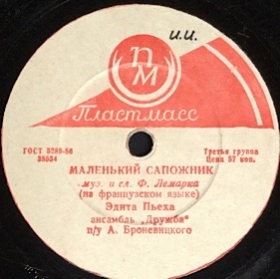 и.и.
ПМ
Пластмасс
ГОСТ 5289-56
Третья группа
Цена 57 коп.
МАЛЕНЬКИЙ САПОЖНИК
муз. и сл. Ф. Лемарка
(на французском языке)
Эдита Пьеха
ансамбль „Дружба"
п/у А. Броневицкого